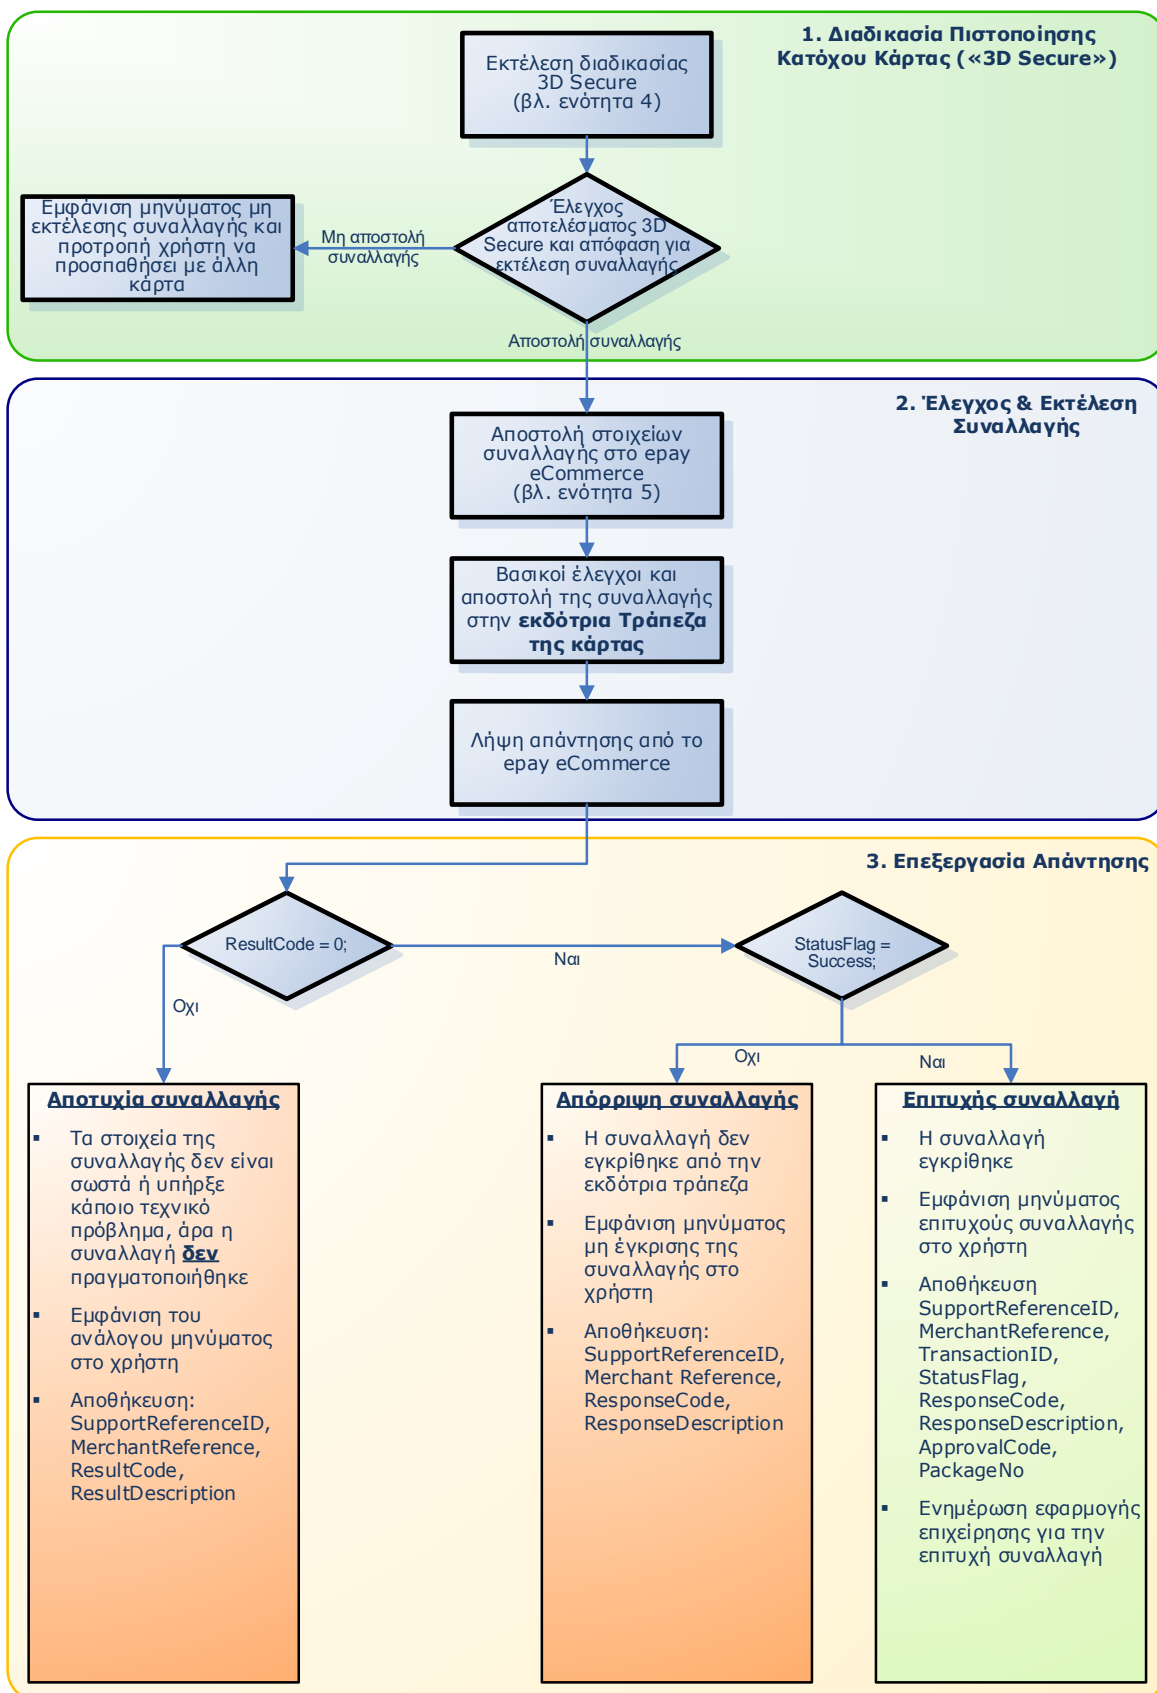 1. Διαδικασία Πιστοποίησης
Κατόχου Κάρτας («3D Secure»)
Εκτέλεση διαδικασίας
3D Secure
(βλ. ενότητα 4)
Έλεγχος
αποτελέσματος 3D
Secure και απόφαση για
εκτέλεση συναλλαγής
Μη αποστολή
συναλλαγής
Εμφάνιση μηνύματος μη
εκτέλεσης συναλλαγής και
προτροπή χρήστη να
προσπαθήσει με άλλη
κάρτα
Αποστολή συναλλαγής
2. Έλεγχος & Εκτέλεση
Συναλλαγής
Αποστολή στοιχείων
συναλλαγής στο epay
eCommerce
(βλ. ενότητα 5)
Βασικοί έλεγχοι και
αποστολή της συναλλαγής
στην εκδότρια Τράπεζα
της κάρτας
Λήψη απάντησης από το
epay eCommerce
3. Επεξεργασία Απάντησης
ResultCode = 0;
Ναι
StatusFlag =
Success;
Οχι
Οχι
Ναι
Αποτυχία συναλλαγής
▪ Τα στοιχεία της
συναλλαγής δεν είναι
σωστά ή υπήρξε
κάποιο τεχνικό
πρόβλημα, άρα η
συναλλαγή δεν
πραγματοποιήθηκε
▪ Εμφάνιση του
ανάλογου μηνύματος
στο χρήστη
▪ Αποθήκευση:
SupportReferenceID,
MerchantReference,
ResultCode,
ResultDescription
Απόρριψη συναλλαγής
▪ Η συναλλαγή δεν
εγκρίθηκε από την
εκδότρια τράπεζα
▪ Εμφάνιση μηνύματος
μη έγκρισης της
συναλλαγής στο
χρήστη
▪ Αποθήκευση:
SupportReferenceID,
Merchant Reference,
ResponseCode,
ResponseDescription
Επιτυχής συναλλαγή
▪ Η συναλλαγή
εγκρίθηκε
▪ Εμφάνιση μηνύματος
επιτυχούς συναλλαγής
στο χρήστη
▪ Αποθήκευση
SupportReferenceID,
MerchantReference,
TransactionID,
StatusFlag,
ResponseCode,
ResponseDescription,
ApprovalCode,
PackageNo
▪ Ενημέρωση εφαρμογής
επιχείρησης για την
επιτυχή συναλλαγή